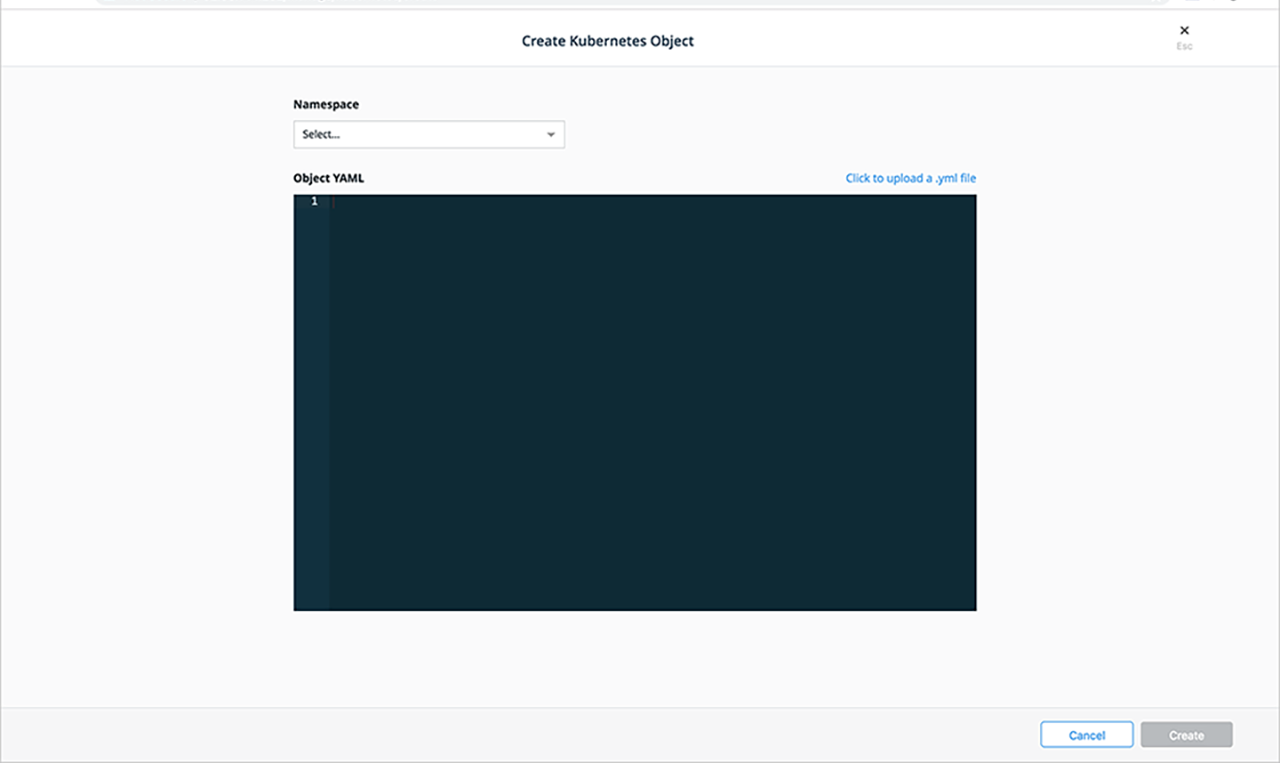 Create Kubernetes Object
×
Esc
Namespace
Select...
Object YAML Click to upload a .yml file
1
Cancel Create